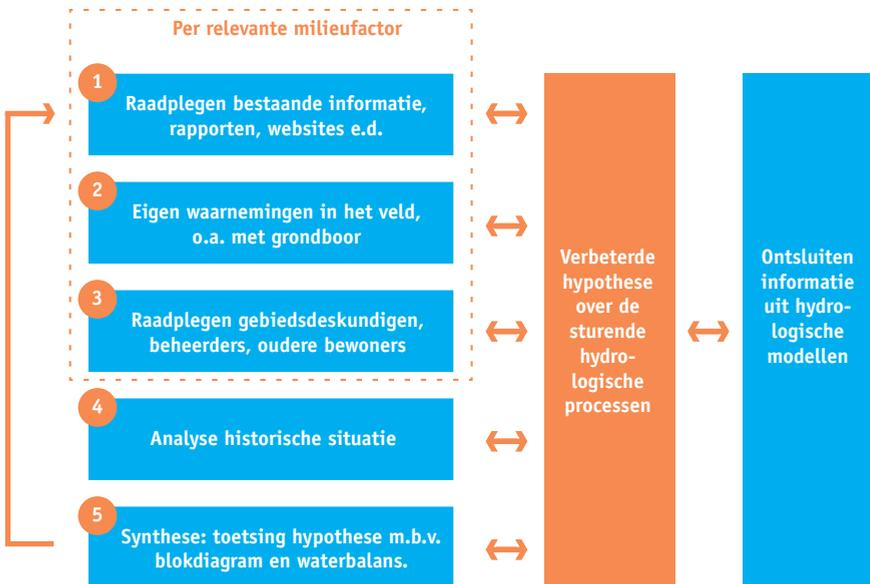 Per relevante milieufactor
1
Raadplegen bestaande informatie,
rapporten, websites e.d.
2
Eigen waarnemingen in het veld,
o.a. met grondboor
3
Raadplegen gebiedsdeskundigen,
beheerders, oudere bewoners
4
Analyse historische situatie
5
Synthese: toetsing hypothese m.b.v.
blokdiagram en waterbalans.
Verbeterde
hypothese
over de
sturende
hydro-
logische
processen
Ontsluiten
informatie
uit hydro-
logische
modellen